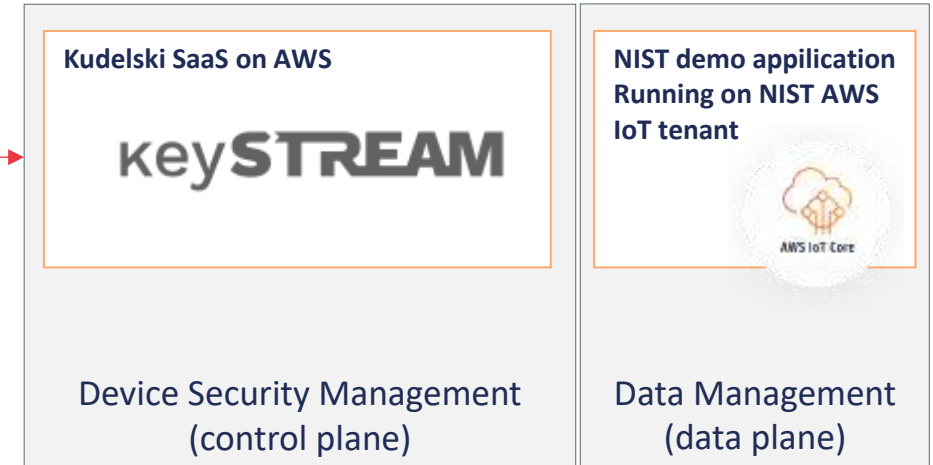 Kudelski SaaS on AWS
keySTREAM
Device Security Management
(control plane)
NIST demo appilication
Running on NIST AWS
IoT tenant
AWS IoT Core
Data Management
(data plane)